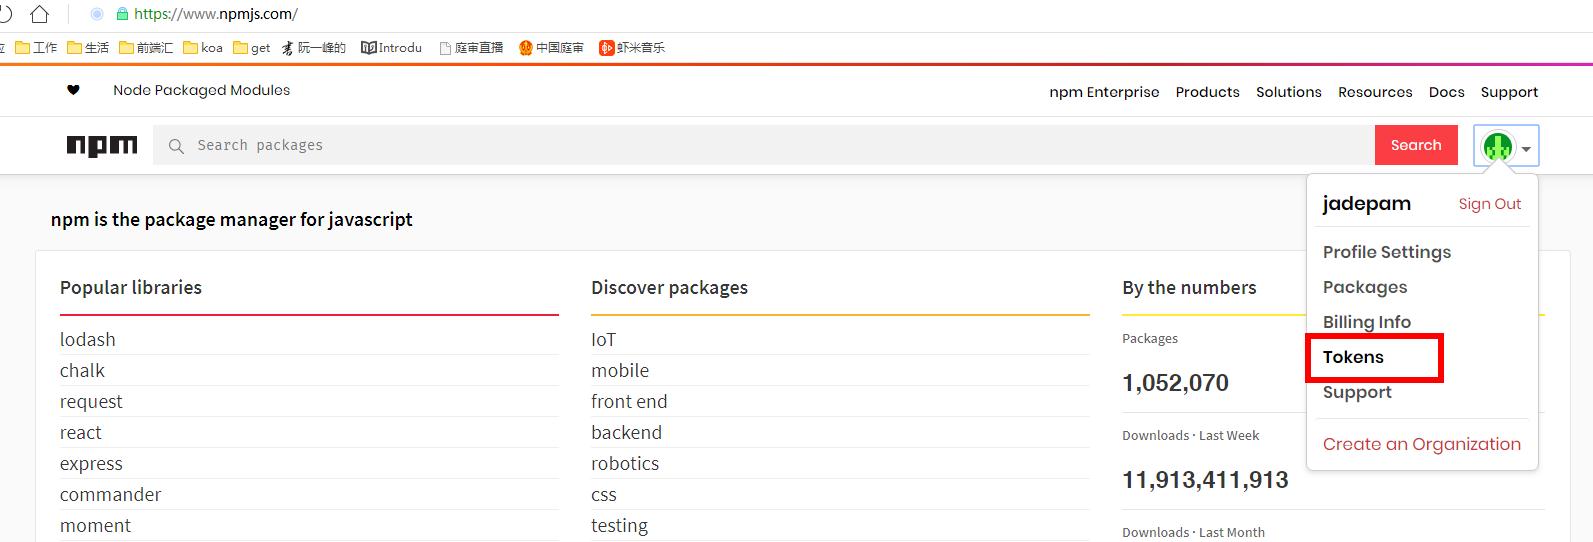 https://www.npmjs.com/
工作 生活 前端汇 koa get 阮一峰的 Introdu 庭审直播 中国庭审 虾米音乐
Node Packaged Modules
npm Enterprise Products Solutions Resources Docs Support
npm Search packages Search
jadepam Sign Out
npm is the package manager for javascript
Profile Settings
Popular libraries Discover packages By the numbers Packages
Billing Info
lodash IoT Packages
Tokens
chalk mobile 1,052,070
Support
request front end
react backend Downloads · Last Week
Create an Organization
express robotics
11,913,411,913
commander css
moment testing Downloads · Last Month